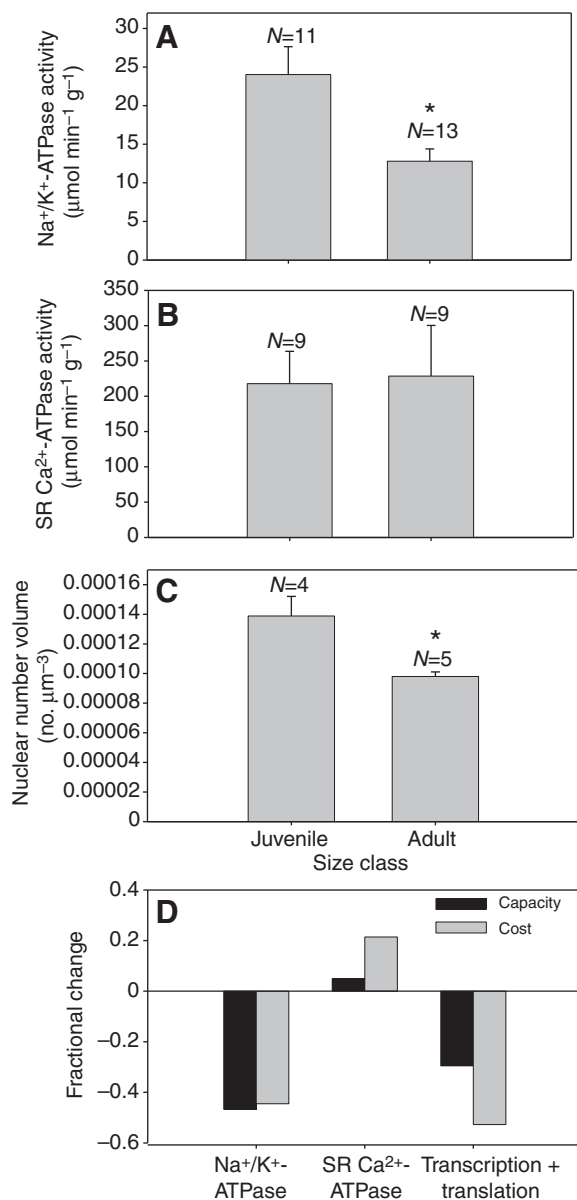 A
N=11
*
N=13
Na⁺/K⁺-ATPase activity
(µmol min⁻¹ g⁻¹)
30
25
20
15
10
5
0
B
N=9
N=9
SR Ca²⁺-ATPase activity
(µmol min⁻¹ g⁻¹)
350
300
250
200
150
100
50
0
C
N=4
*
N=5
Nuclear number volume
(no. µm⁻³)
0.00016
0.00014
0.00012
0.00010
0.00008
0.00006
0.00004
0.00002
0
Juvenile
Adult
Size class
D
Capacity
Cost
Fractional change
0.4
0.2
0
–0.2
–0.4
–0.6
Na⁺/K⁺-
ATPase
SR Ca²⁺-
ATPase
Transcription +
translation